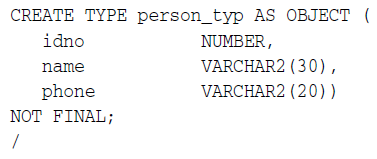 CREATE TYPE person_typ AS OBJECT (
   idno           NUMBER,
   name           VARCHAR2(30),
   phone          VARCHAR2(20))
NOT FINAL;
/